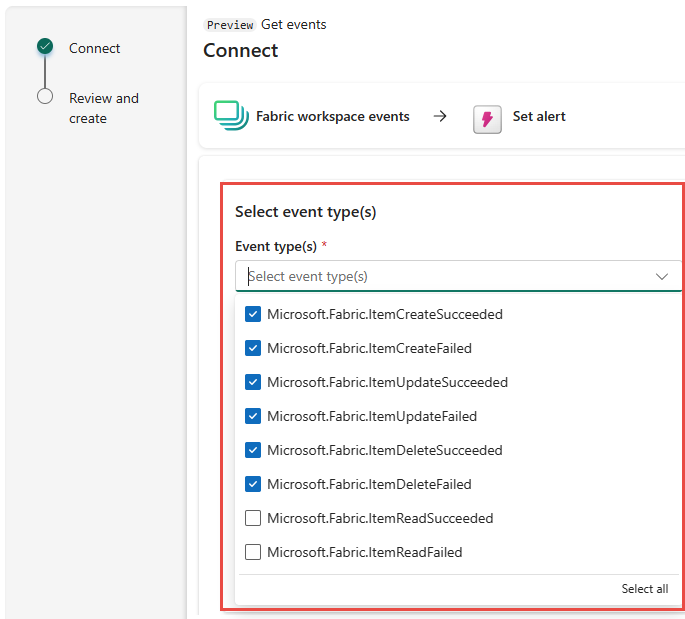 Connect
Review and
create
Preview Get events
Connect
Fabric workspace events
Set alert
Select event type(s)
Event type(s) *
Select event type(s)
Microsoft.Fabric.ItemCreateSucceeded
Microsoft.Fabric.ItemCreateFailed
Microsoft.Fabric.ItemUpdateSucceeded
Microsoft.Fabric.ItemUpdateFailed
Microsoft.Fabric.ItemDeleteSucceeded
Microsoft.Fabric.ItemDeleteFailed
Microsoft.Fabric.ItemReadSucceeded
Microsoft.Fabric.ItemReadFailed
Select all